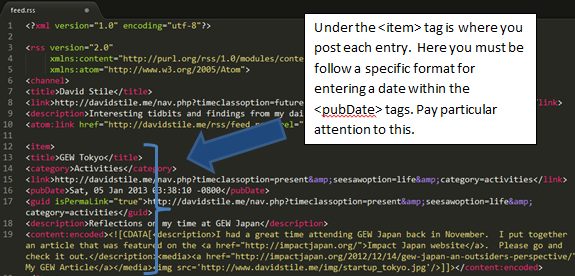 feed.rss
1 <?xml version="1.0" encoding="utf-8"?>
2
3 <rss version="2.0"
4 xmlns:content="http://purl.org/rss/1.0/modules/conte
5 xmlns:atom="http://www.w3.org/2005/Atom">
6 <channel>
7 <title>David Stile</title>
8 <link>http://davidstile.me/nav.php?timeclassoption=future link>
9 <description>Interesting tidbits and findings from my dai
10 <atom:link href="http://davidstile.me/rss/feed.rss" rel="
11
12 <item>
13 <title>GEW Tokyo</title>
14 <category>Activities</category>
15 <link>http://davidstile.me/nav.php?timeclassoption=present&amp;seesawoption=life&amp;category=activities</link>
16 <pubDate>Sat, 05 Jan 2013 03:38:10 -0800</pubDate>
17 <guid isPermaLink="true">http://davidstile.me/nav.php?timeclassoption=present&amp;seesawoption=life&amp;
category=activities</guid>
18 <description>Reflections on my time at GEW Japan</description>
19 <content:encoded><![CDATA[<description>I had a great time attending GEW Japan back in November. I put together
an article that was featured on the <a href="http://impactjapan.org/">Impact Japan website</a>. Please go and
check it out.</description><media><a href="http://impactjapan.org/2012/12/14/gew-japan-an-outsiders-perspective/"
My GEW Article</a></media><img src='http://www.davidstile.me/img/startup_tokyo.jpg'/>]]></content:encoded>
Under the <item> tag is where you
post each entry. Here you must be
follow a specific format for
entering a date within the
<pubDate> tags. Pay particular
attention to this.